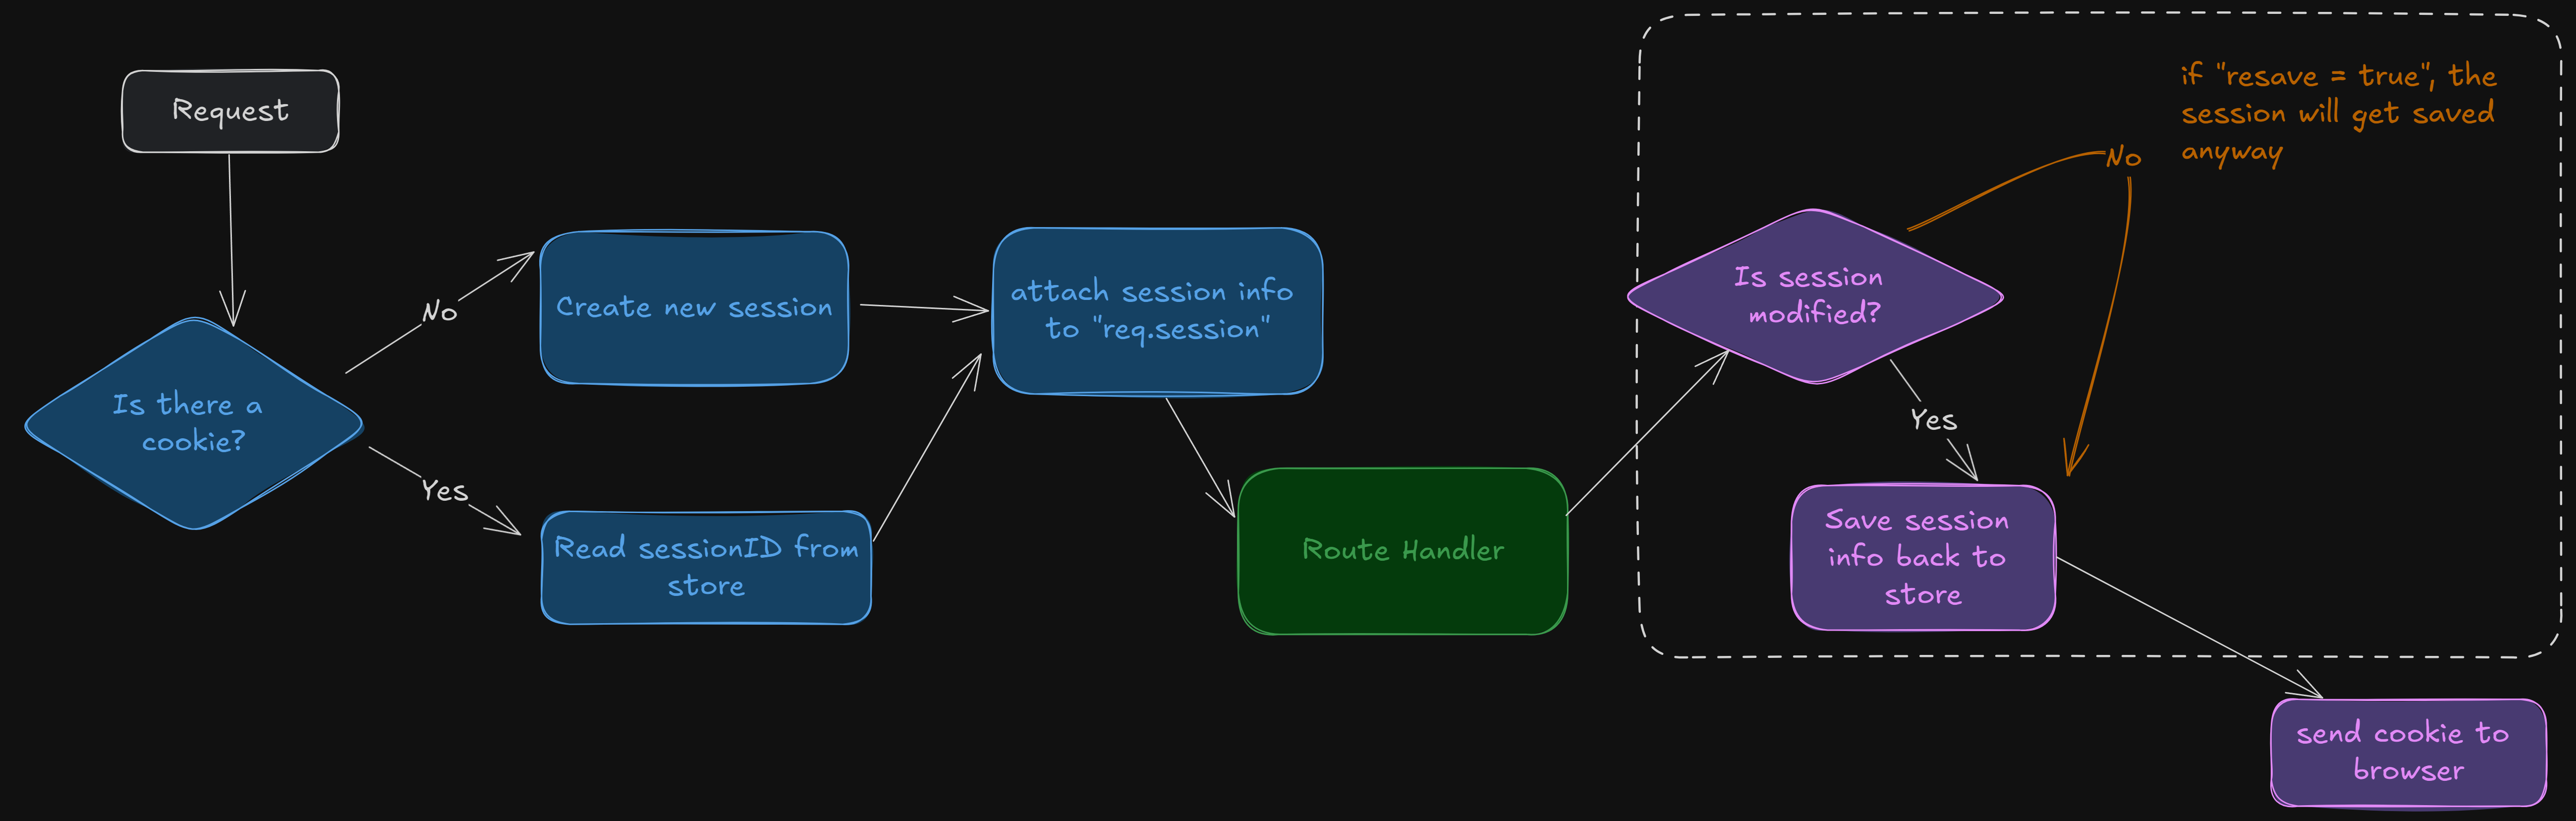 Request
Is there a
cookie?
No
Yes
Create new session
Read sessionID from
store
attach session info
to "req.session"
Route Handler
Is session
modified?
No
if "resave = true", the
session will get saved
anyway
Yes
Save session
info back to
store
send cookie to
browser